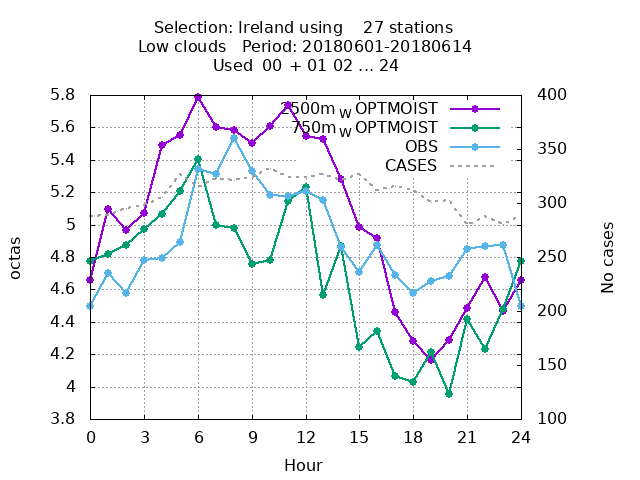 Selection: Ireland using    27 stations
Low clouds   Period: 20180601-20180614
Used  00 + 01 02 ... 24
2500m W OPTMOIST
750m W OPTMOIST
OBS
CASES
5.8
5.6
5.4
5.2
5
4.8
4.6
4.4
4.2
4
3.8
octas
400
350
300
250
200
150
100
No cases
0 3 6 9 12 15 18 21 24
Hour